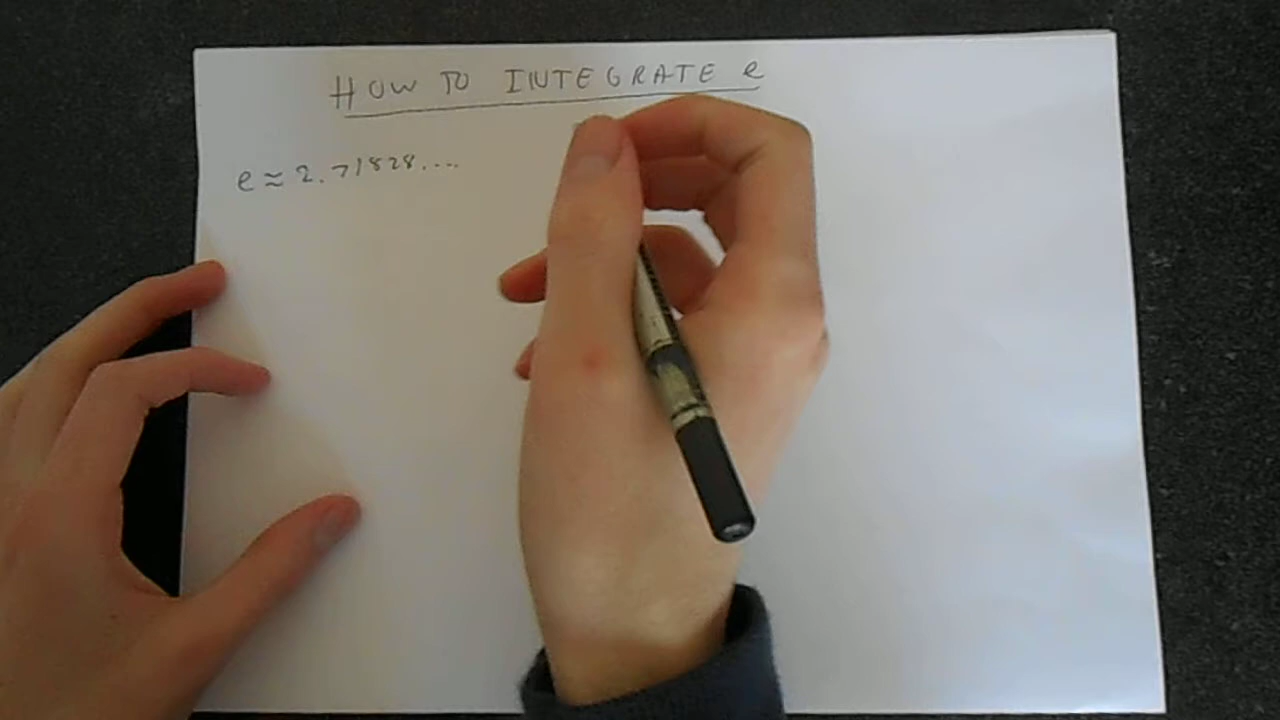 HOW TO INTEGRATE e
e ≈ 2.71828....